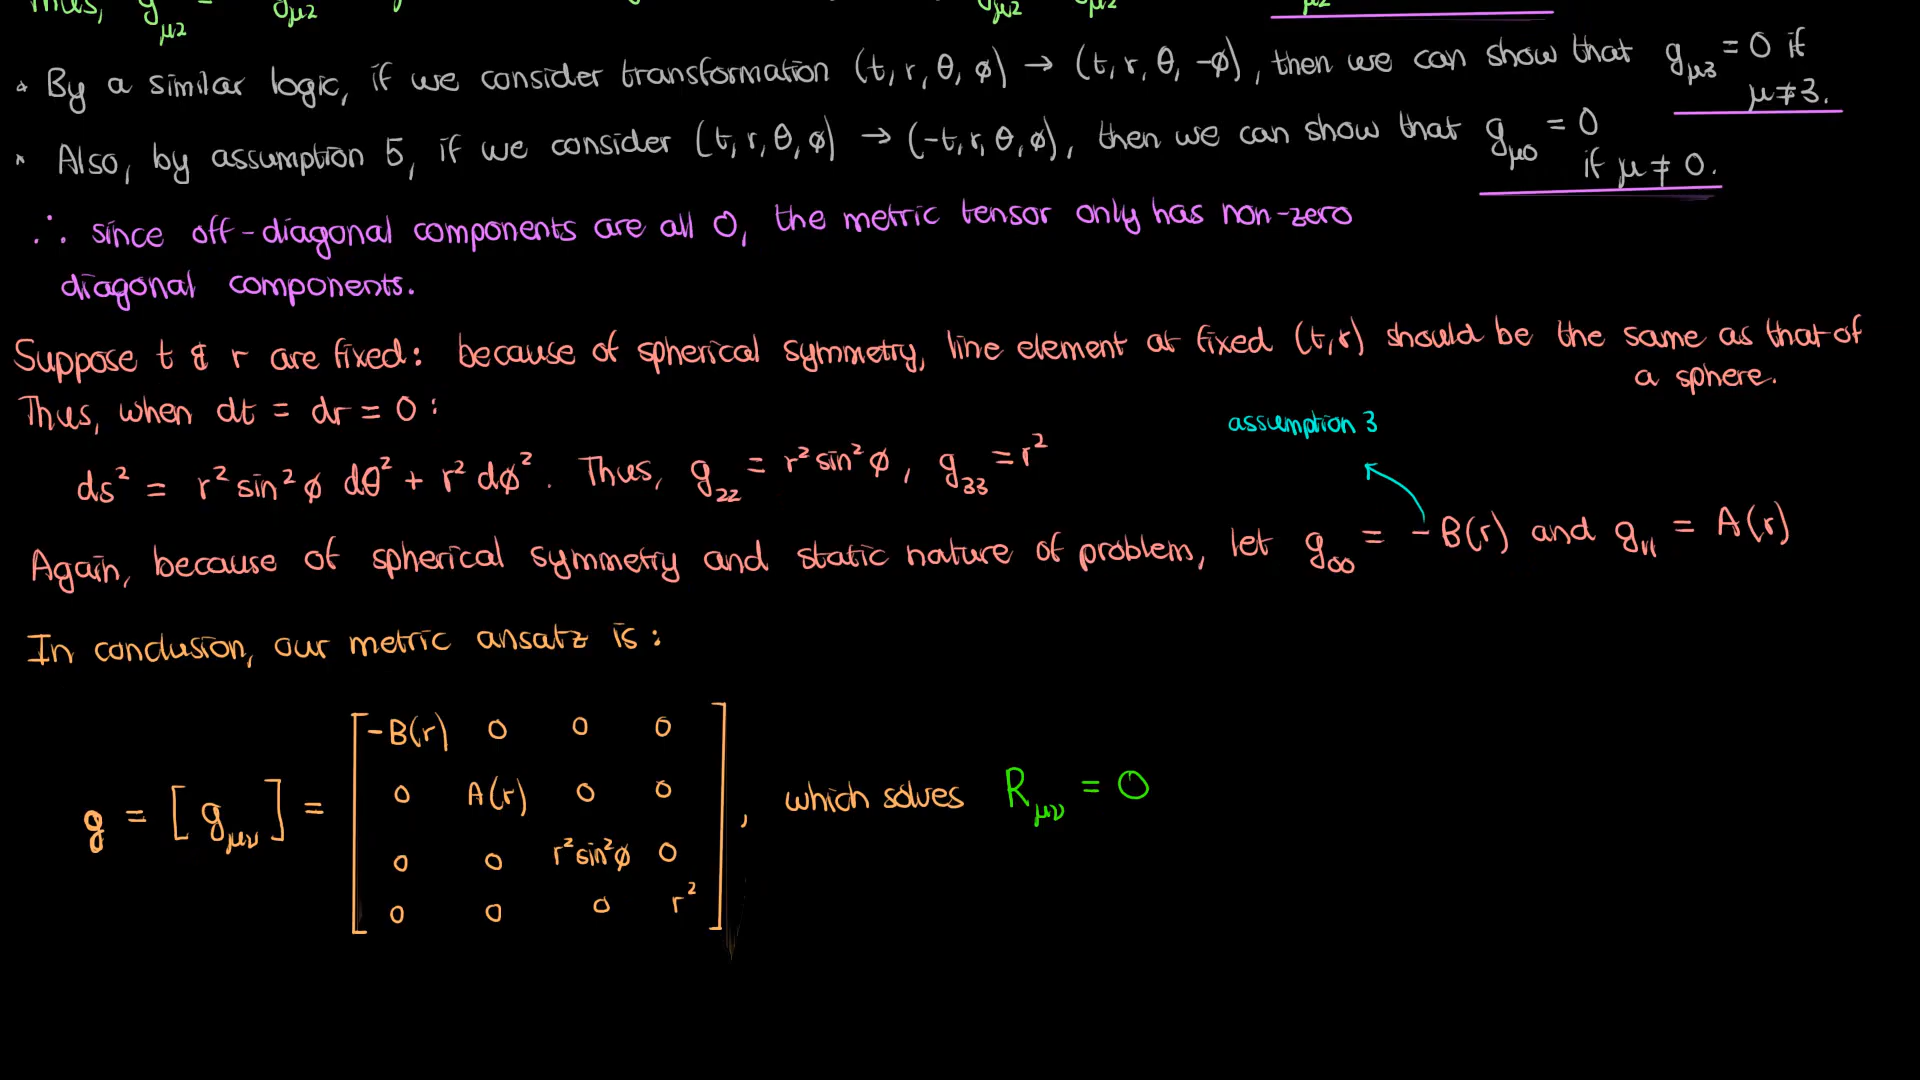 Thus, g_μ2 = g_μ2 g_μ2 g_μ2 μ2
* By a similar logic, if we consider transformation (t, r, θ, φ) → (t, r, θ, -φ), then we can show that g_μ3 = 0 if
μ ≠ 3.
* Also, by assumption 5, if we consider (t, r, θ, φ) → (-t, r, θ, φ), then we can show that g_μ0 = 0
if μ ≠ 0.
∴ since off-diagonal components are all 0, the metric tensor only has non-zero
diagonal components.
Suppose t & r are fixed: because of spherical symmetry, line element at fixed (t, r) should be the same as that of
a sphere.
Thus, when dt = dr = 0:
assumption 3
ds² = r² sin² φ dθ² + r² dφ². Thus, g_22 = r² sin² φ, g_33 = r²
Again, because of spherical symmetry and static nature of problem, let g_00 = -B(r) and g_11 = A(r)
In conclusion, our metric ansatz is:
-B(r) 0 0 0
0 A(r) 0 0
g = [g_μν] = , which solves R_μν = 0
0 0 r² sin² φ 0
0 0 0 r²